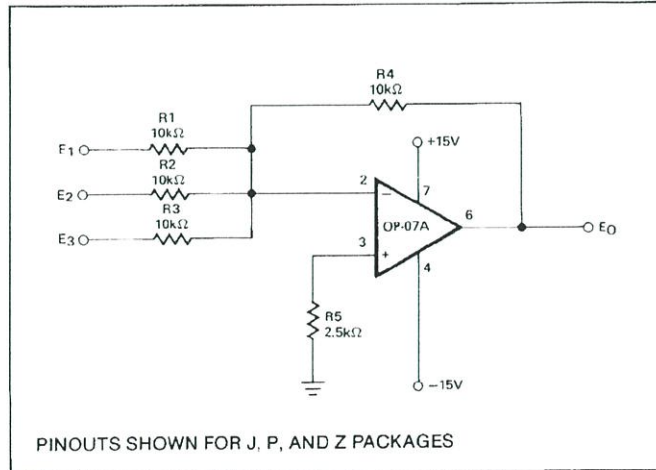 R4
10kΩ
R1
10kΩ
E1
+15V
R2
10kΩ
2
7
E2
−
R3
10kΩ
OP-07A
6
EO
E3
3
+
4
R5
2.5kΩ
−15V
PINOUTS SHOWN FOR J, P, AND Z PACKAGES